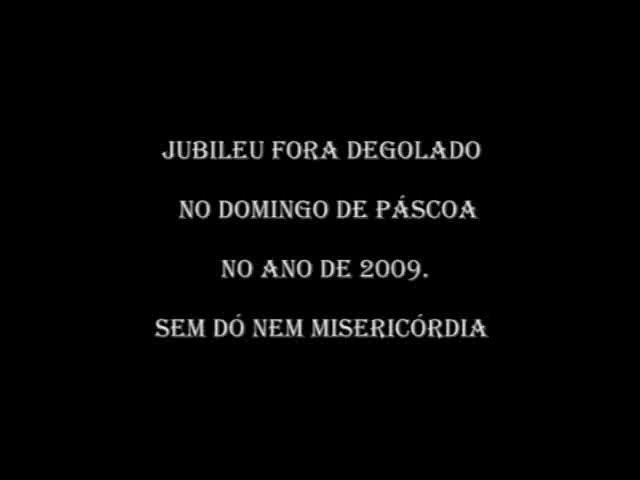 JUBILEU FORA DEGOLADO
NO DOMINGO DE PÁSCOA
NO ANO DE 2009.
SEM DÓ NEM MISERICÓRDIA